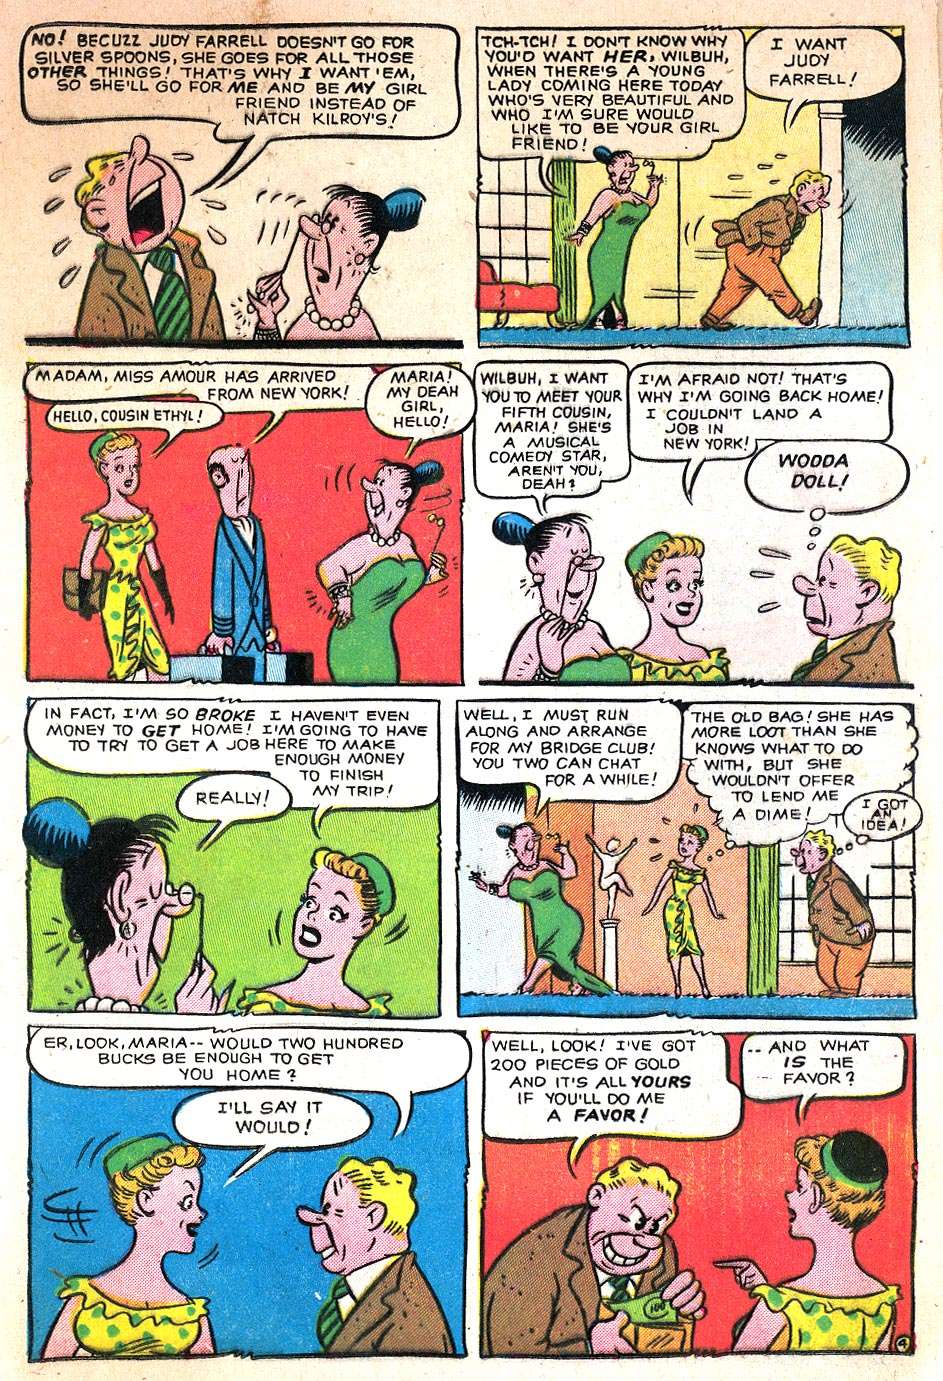 NO! BECUZZ JUDY FARRELL DOESN'T GO FOR
SILVER SPOONS, SHE GOES FOR ALL THOSE
OTHER THINGS! THAT'S WHY I WANT 'EM,
SO SHE'LL GO FOR ME AND BE MY GIRL
FRIEND INSTEAD OF
NATCH KILROY'S!
TCH-TCH! I DON'T KNOW WHY
YOU'D WANT HER, WILBUH,
WHEN THERE'S A YOUNG
LADY COMING HERE TODAY
WHO'S VERY BEAUTIFUL AND
WHO I'M SURE WOULD
LIKE TO BE YOUR GIRL
FRIEND!
I WANT
JUDY
FARRELL!
MADAM, MISS AMOUR HAS ARRIVED
FROM NEW YORK!
HELLO, COUSIN ETHYL!
MARIA!
MY DEAH
GIRL,
HELLO!
WILBUH, I WANT
YOU TO MEET YOUR
FIFTH COUSIN,
MARIA! SHE'S
A MUSICAL
COMEDY STAR,
AREN'T YOU,
DEAH?
I'M AFRAID NOT! THAT'S
WHY I'M GOING BACK HOME!
I COULDN'T LAND A
JOB IN
NEW YORK!
WODDA
DOLL!
IN FACT, I'M SO BROKE I HAVEN'T EVEN
MONEY TO GET HOME! I'M GOING TO HAVE
TO TRY TO GET A JOB HERE TO MAKE
ENOUGH MONEY
TO FINISH
MY TRIP!
REALLY!
WELL, I MUST RUN
ALONG AND ARRANGE
FOR MY BRIDGE CLUB!
YOU TWO CAN CHAT
FOR A WHILE!
THE OLD BAG! SHE HAS
MORE LOOT THAN SHE
KNOWS WHAT TO DO
WITH, BUT SHE
WOULDN'T OFFER
TO LEND ME
A DIME!
I GOT
AN
IDEA!
ER, LOOK, MARIA-- WOULD TWO HUNDRED
BUCKS BE ENOUGH TO GET
YOU HOME?
I'LL SAY IT
WOULD!
WELL, LOOK! I'VE GOT
200 PIECES OF GOLD
AND IT'S ALL YOURS
IF YOU'LL DO ME
A FAVOR!
-- AND WHAT
IS THE
FAVOR?
100
4